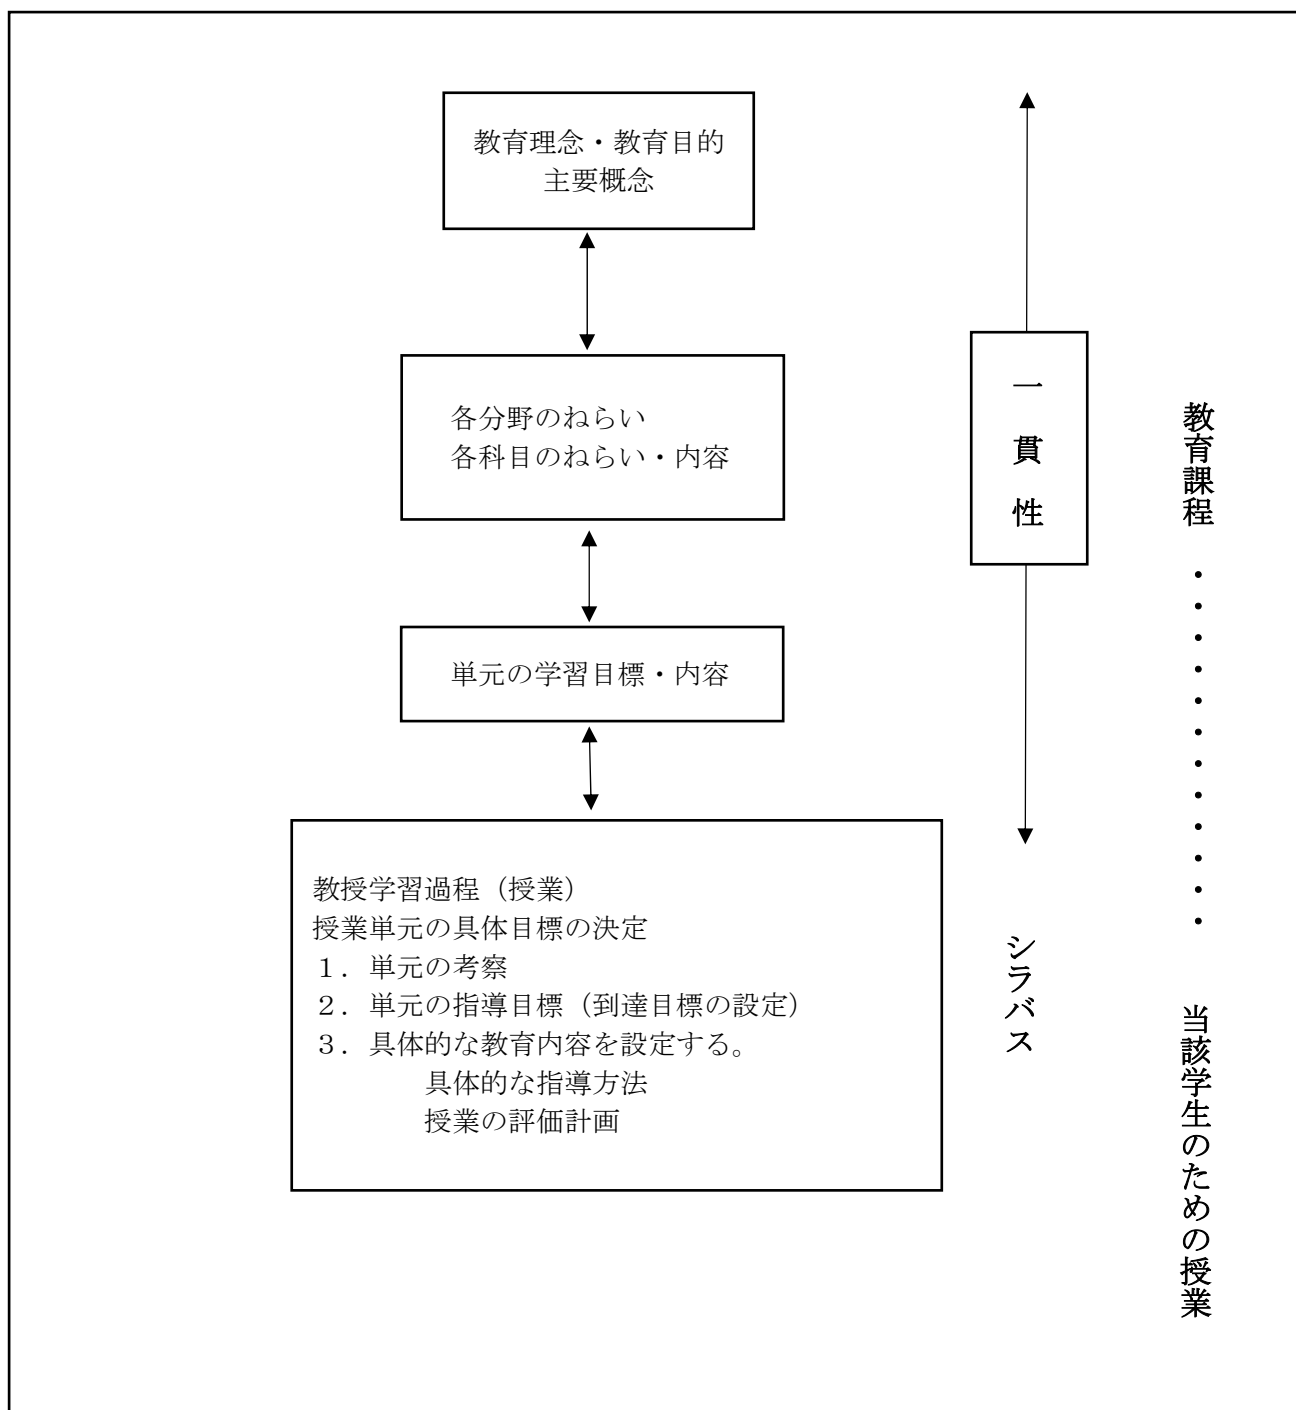 教育理念・教育目的
主要概念
各分野のねらい
各科目のねらい・内容
単元の学習目標・内容
教授学習過程（授業）
授業単元の具体目標の決定
１．単元の考察
２．単元の指導目標（到達目標の設定）
３．具体的な教育内容を設定する。
具体的な指導方法
授業の評価計画
一貫性
シラバス
教育課程　・・・・・・・・・・・・　当該学生のための授業